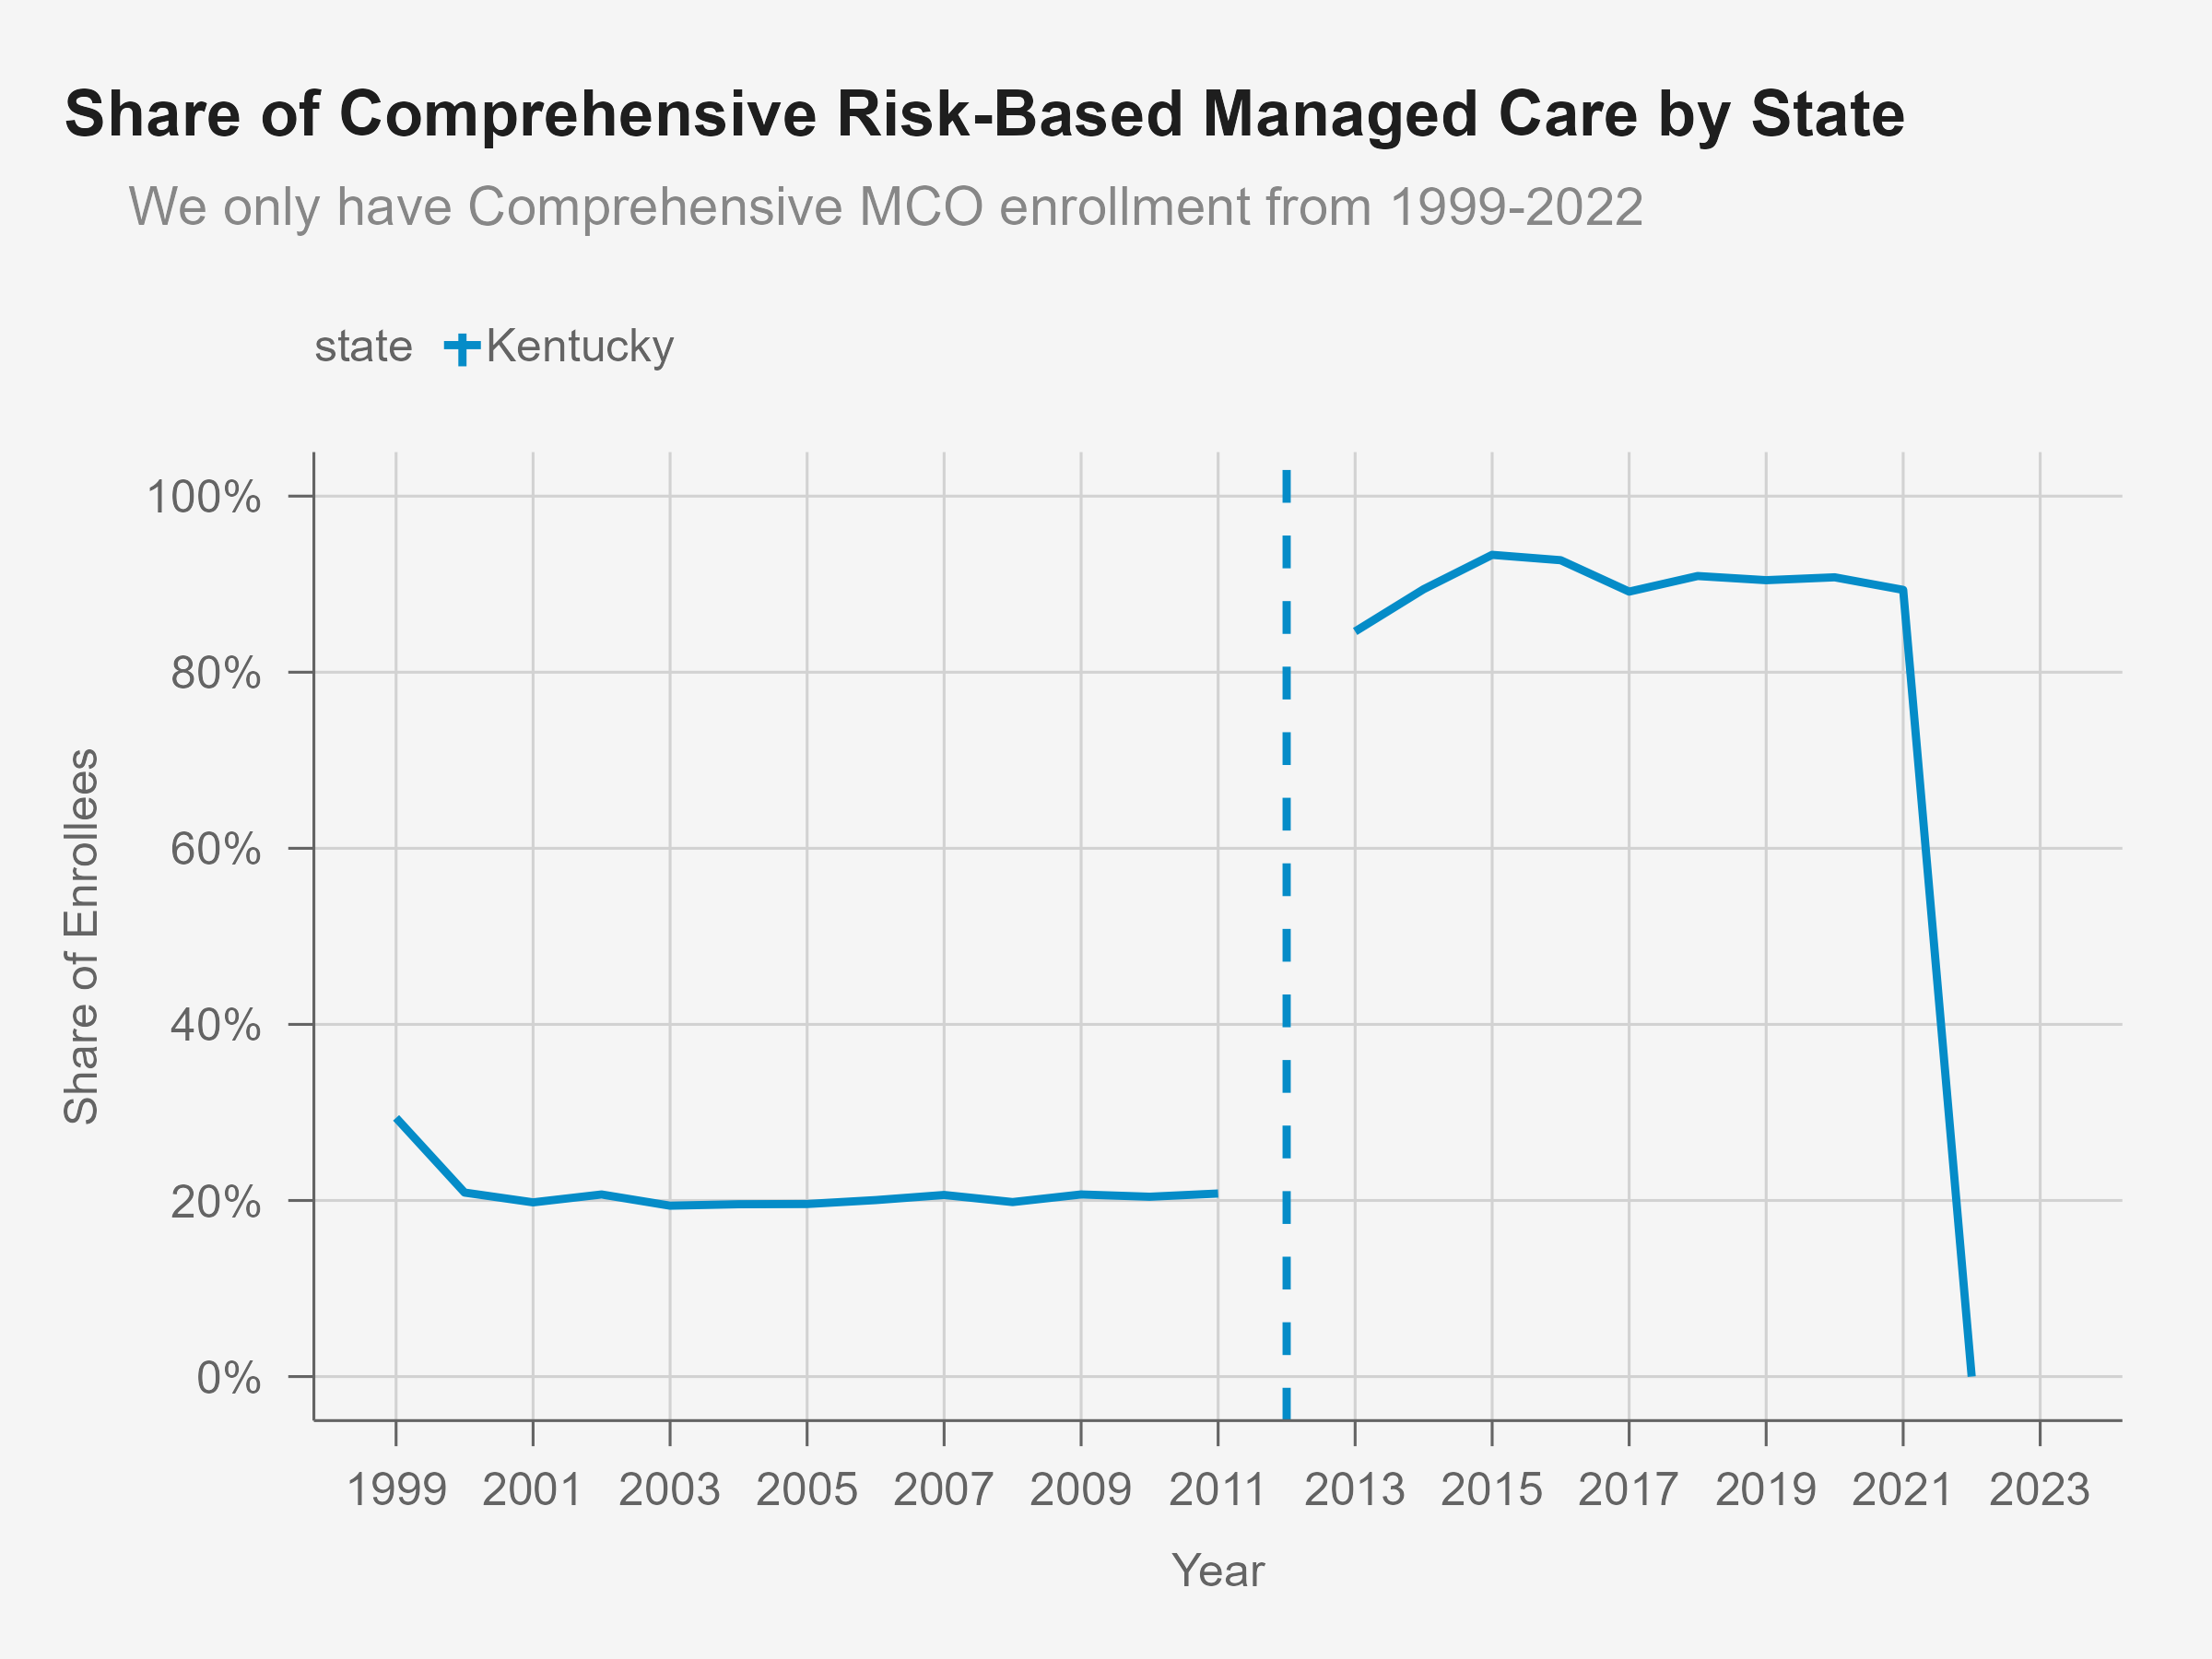 Share of Comprehensive Risk-Based Managed Care by State
We only have Comprehensive MCO enrollment from 1999-2022
state Kentucky
100%
80%
60%
40%
20%
0%
Share of Enrollees
1999 2001 2003 2005 2007 2009 2011 2013 2015 2017 2019 2021 2023
Year